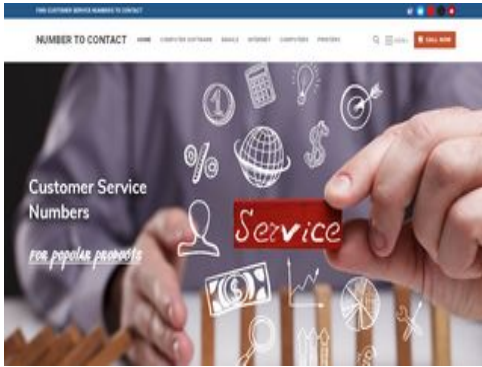 FIND CUSTOMER SERVICE NUMBERS TO CONTACT
NUMBER TO CONTACT HOME COMPUTER SOFTWARE EMAILS INTERNET COMPUTERS PRINTERS CALL NOW
Customer Service
Numbers
FOR POPULAR PRODUCTS
Service